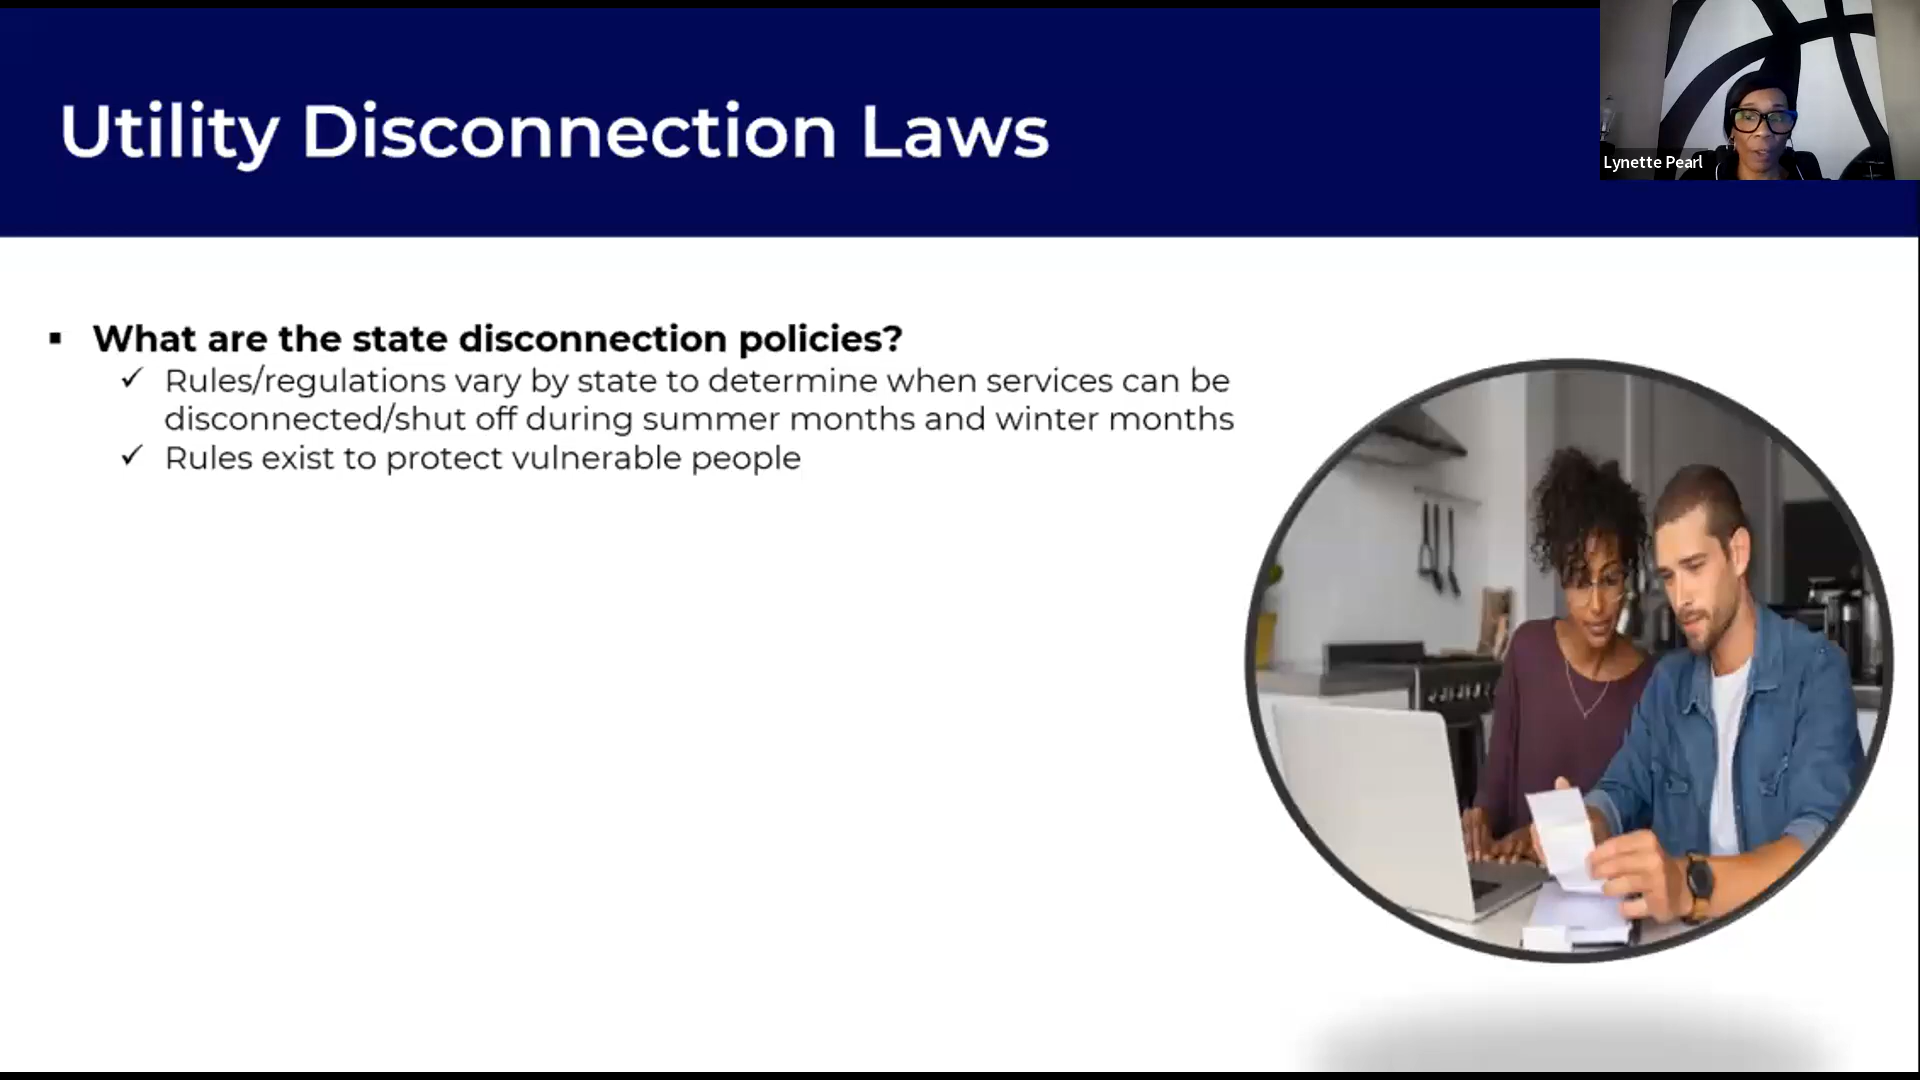 Utility Disconnection Laws
Lynette Pearl
▪ What are the state disconnection policies?
✓ Rules/regulations vary by state to determine when services can be
disconnected/shut off during summer months and winter months
✓ Rules exist to protect vulnerable people